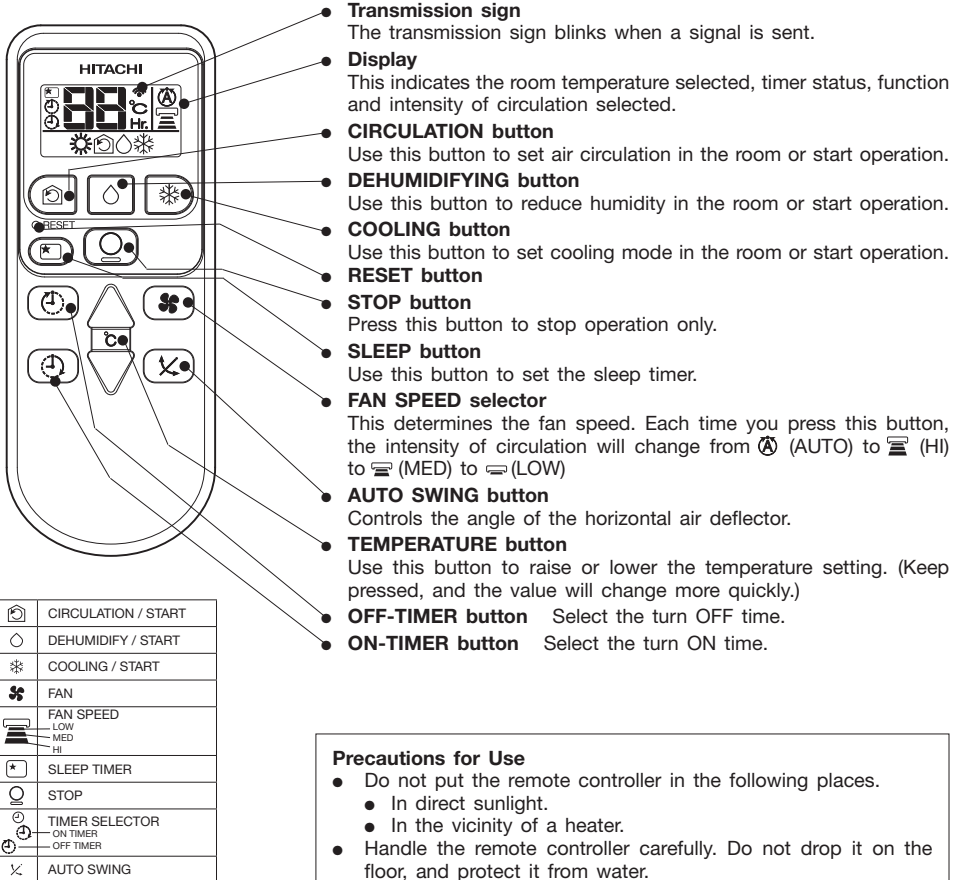 Transmission sign
The transmission sign blinks when a signal is sent.
Display
This indicates the room temperature selected, timer status, function
and intensity of circulation selected.
CIRCULATION button
Use this button to set air circulation in the room or start operation.
DEHUMIDIFYING button
Use this button to reduce humidity in the room or start operation.
COOLING button
Use this button to set cooling mode in the room or start operation.
RESET button
STOP button
Press this button to stop operation only.
SLEEP button
Use this button to set the sleep timer.
FAN SPEED selector
This determines the fan speed. Each time you press this button,
the intensity of circulation will change from (AUTO) to (HI)
to (MED) to (LOW)
AUTO SWING button
Controls the angle of the horizontal air deflector.
TEMPERATURE button
Use this button to raise or lower the temperature setting. (Keep
pressed, and the value will change more quickly.)
OFF-TIMER button Select the turn OFF time.
ON-TIMER button Select the turn ON time.
HITACHI
88 °C A
Hr.
RESET
°C
CIRCULATION / START
DEHUMIDIFY / START
COOLING / START
FAN
FAN SPEED
LOW
MED
HI
SLEEP TIMER
STOP
TIMER SELECTOR
ON TIMER
OFF TIMER
AUTO SWING
Precautions for Use
● Do not put the remote controller in the following places.
● In direct sunlight.
● In the vicinity of a heater.
● Handle the remote controller carefully. Do not drop it on the
floor, and protect it from water.